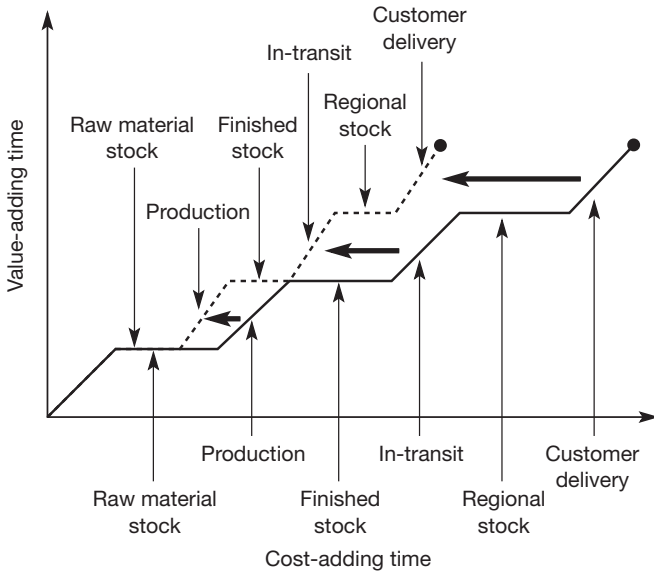 Customer
delivery
In-transit
Regional
stock
Raw material
stock
Finished
stock
Production
Value-adding time
Production
In-transit
Customer
delivery
Raw material
stock
Finished
stock
Regional
stock
Cost-adding time